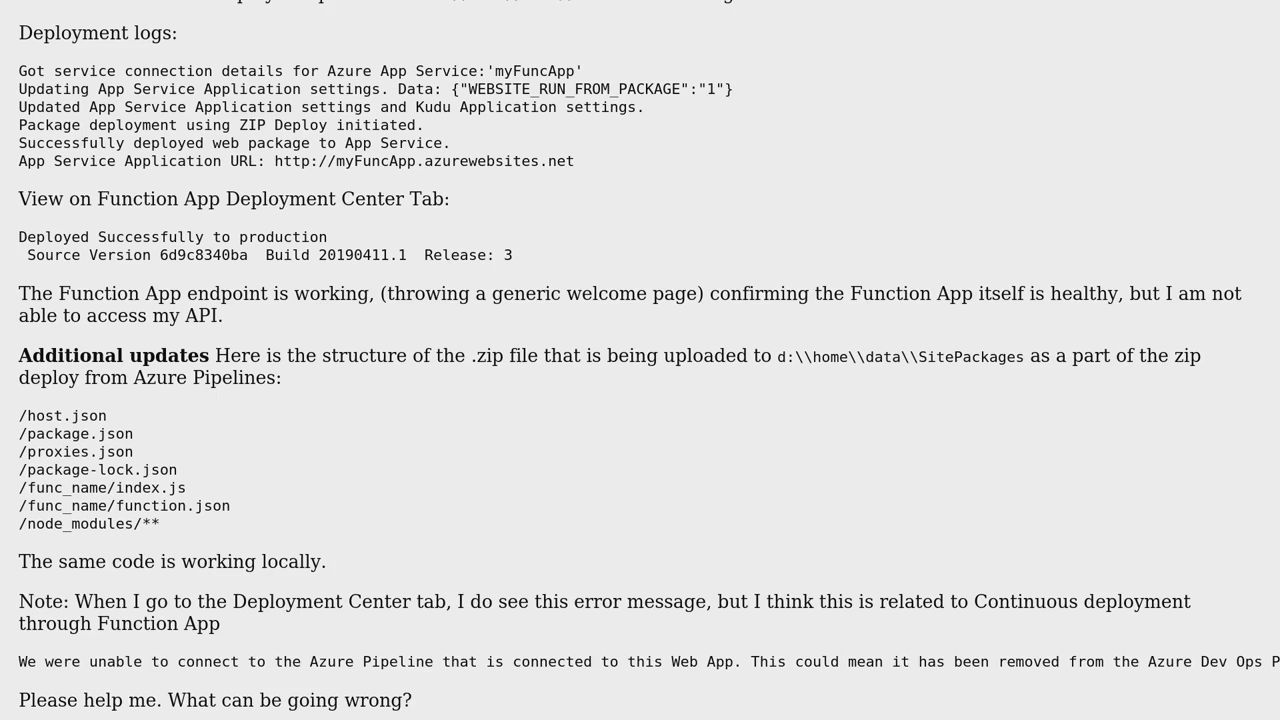 Deployment logs:
Got service connection details for Azure App Service:'myFuncApp'
Updating App Service Application settings. Data: {"WEBSITE_RUN_FROM_PACKAGE":"1"}
Updated App Service Application settings and Kudu Application settings.
Package deployment using ZIP Deploy initiated.
Successfully deployed web package to App Service.
App Service Application URL: http://myFuncApp.azurewebsites.net
View on Function App Deployment Center Tab:
Deployed Successfully to production
Source Version 6d9c8340ba  Build 20190411.1  Release: 3
The Function App endpoint is working, (throwing a generic welcome page) confirming the Function App itself is healthy, but I am not
able to access my API.
Additional updates Here is the structure of the .zip file that is being uploaded to d:\\home\\data\\SitePackages as a part of the zip
deploy from Azure Pipelines:
/host.json
/package.json
/proxies.json
/package-lock.json
/func_name/index.js
/func_name/function.json
/node_modules/**
The same code is working locally.
Note: When I go to the Deployment Center tab, I do see this error message, but I think this is related to Continuous deployment
through Function App
We were unable to connect to the Azure Pipeline that is connected to this Web App. This could mean it has been removed from the Azure Dev Ops P
Please help me. What can be going wrong?